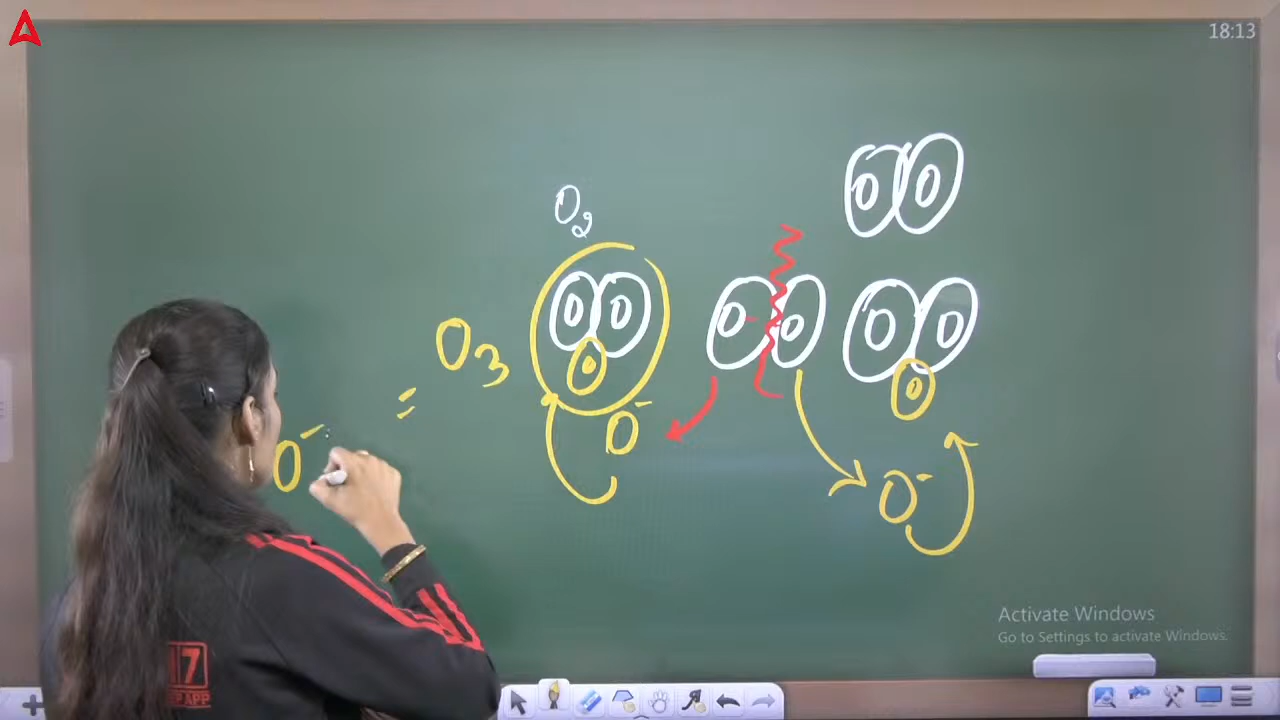 18:13
O O
O2
O O
O O
O O
O3
O
O
=
O-
O-
O-
Activate Windows
Go to Settings to activate Windows.